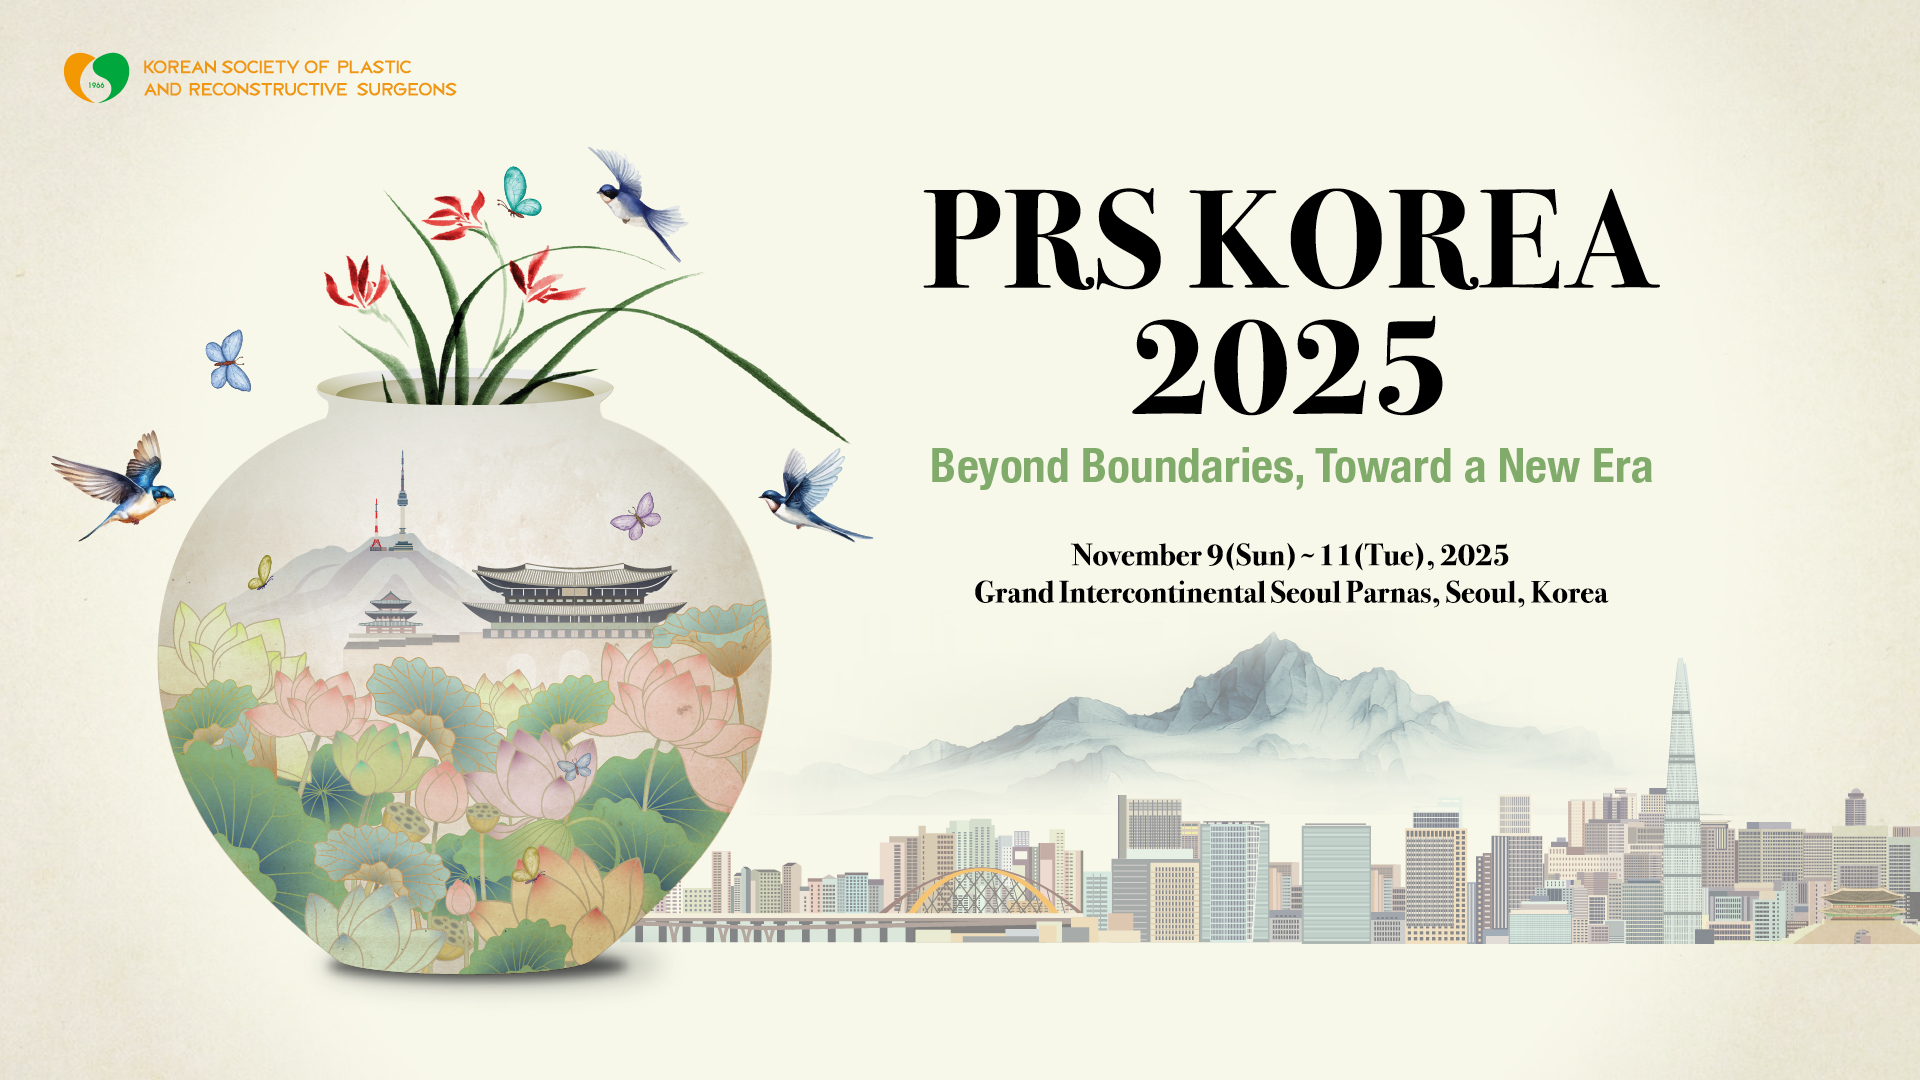 KOREAN SOCIETY OF PLASTIC
AND RECONSTRUCTIVE SURGEONS
1966
PRS KOREA
2025
Beyond Boundaries, Toward a New Era
November 9(Sun) ~ 11(Tue), 2025
Grand Intercontinental Seoul Parnas, Seoul, Korea